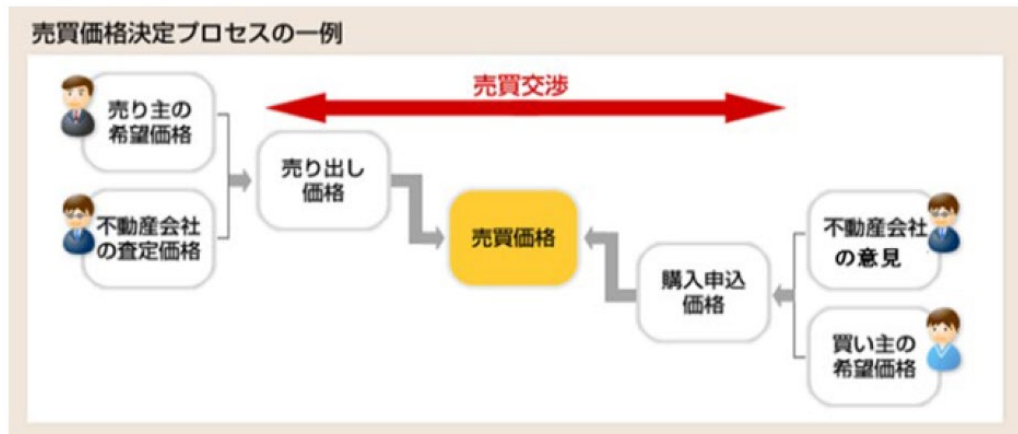 売買価格決定プロセスの一例
売買交渉
売り主の
希望価格
不動産会社
の査定価格
売り出し
価格
売買価格
購入申込
価格
不動産会社
の意見
買い主の
希望価格